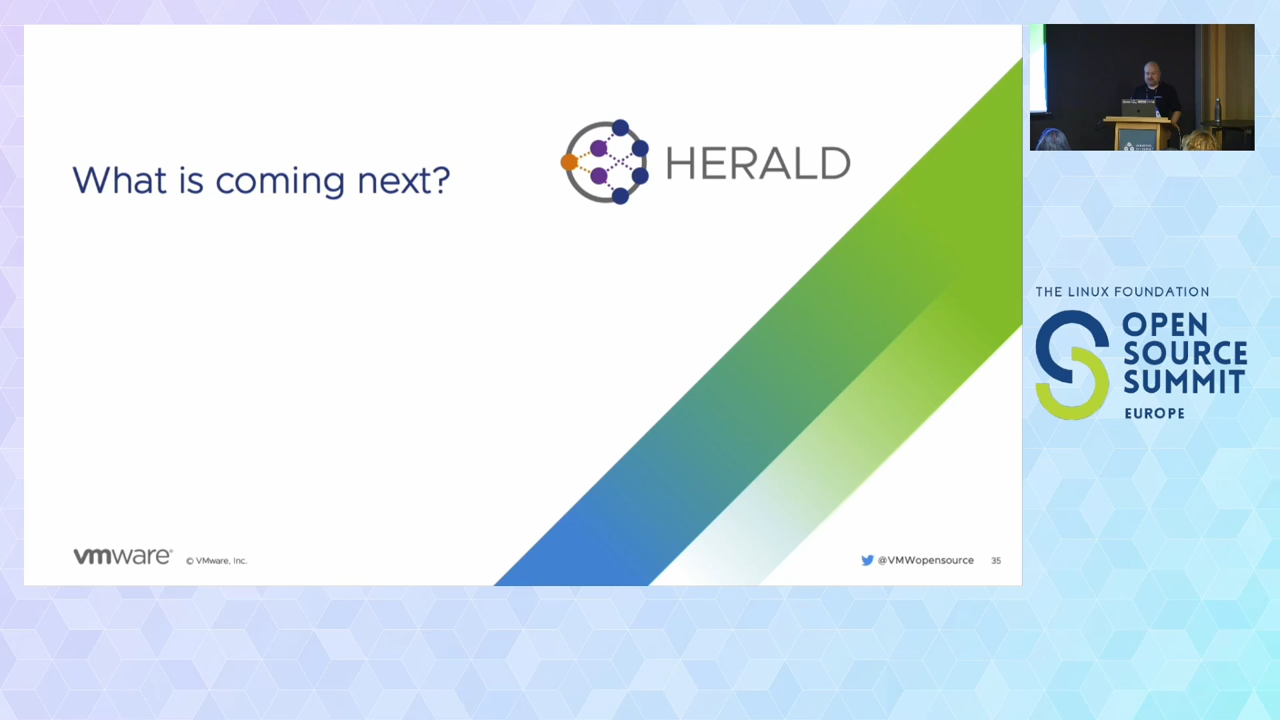 What is coming next?
HERALD
vmware®
© VMware, Inc.
@VMWopensource
35
THE LINUX FOUNDATION
OPEN
SOURCE
SUMMIT
EUROPE